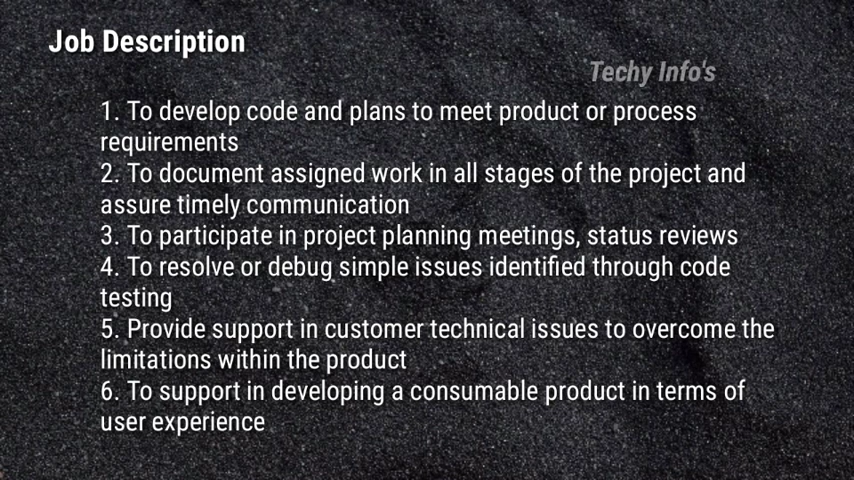 Job Description
Techy Info's
1. To develop code and plans to meet product or process
requirements
2. To document assigned work in all stages of the project and
assure timely communication
3. To participate in project planning meetings, status reviews
4. To resolve or debug simple issues identified through code
testing
5. Provide support in customer technical issues to overcome the
limitations within the product
6. To support in developing a consumable product in terms of
user experience